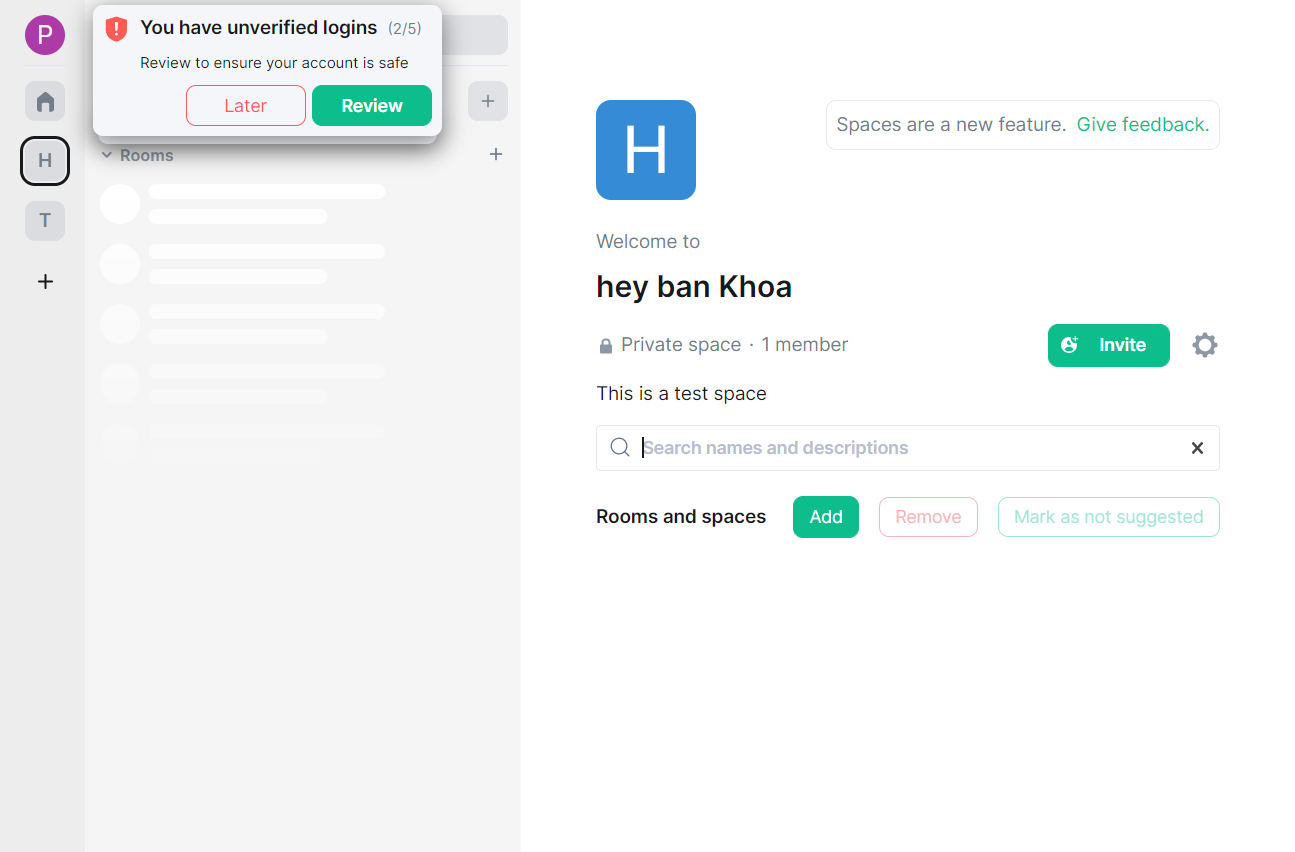 P
You have unverified logins (2/5)
Review to ensure your account is safe
Later Review
H
T
Rooms
H
Spaces are a new feature. Give feedback.
Welcome to
hey ban Khoa
Private space · 1 member
Invite
This is a test space
Search names and descriptions
Rooms and spaces Add Remove Mark as not suggested